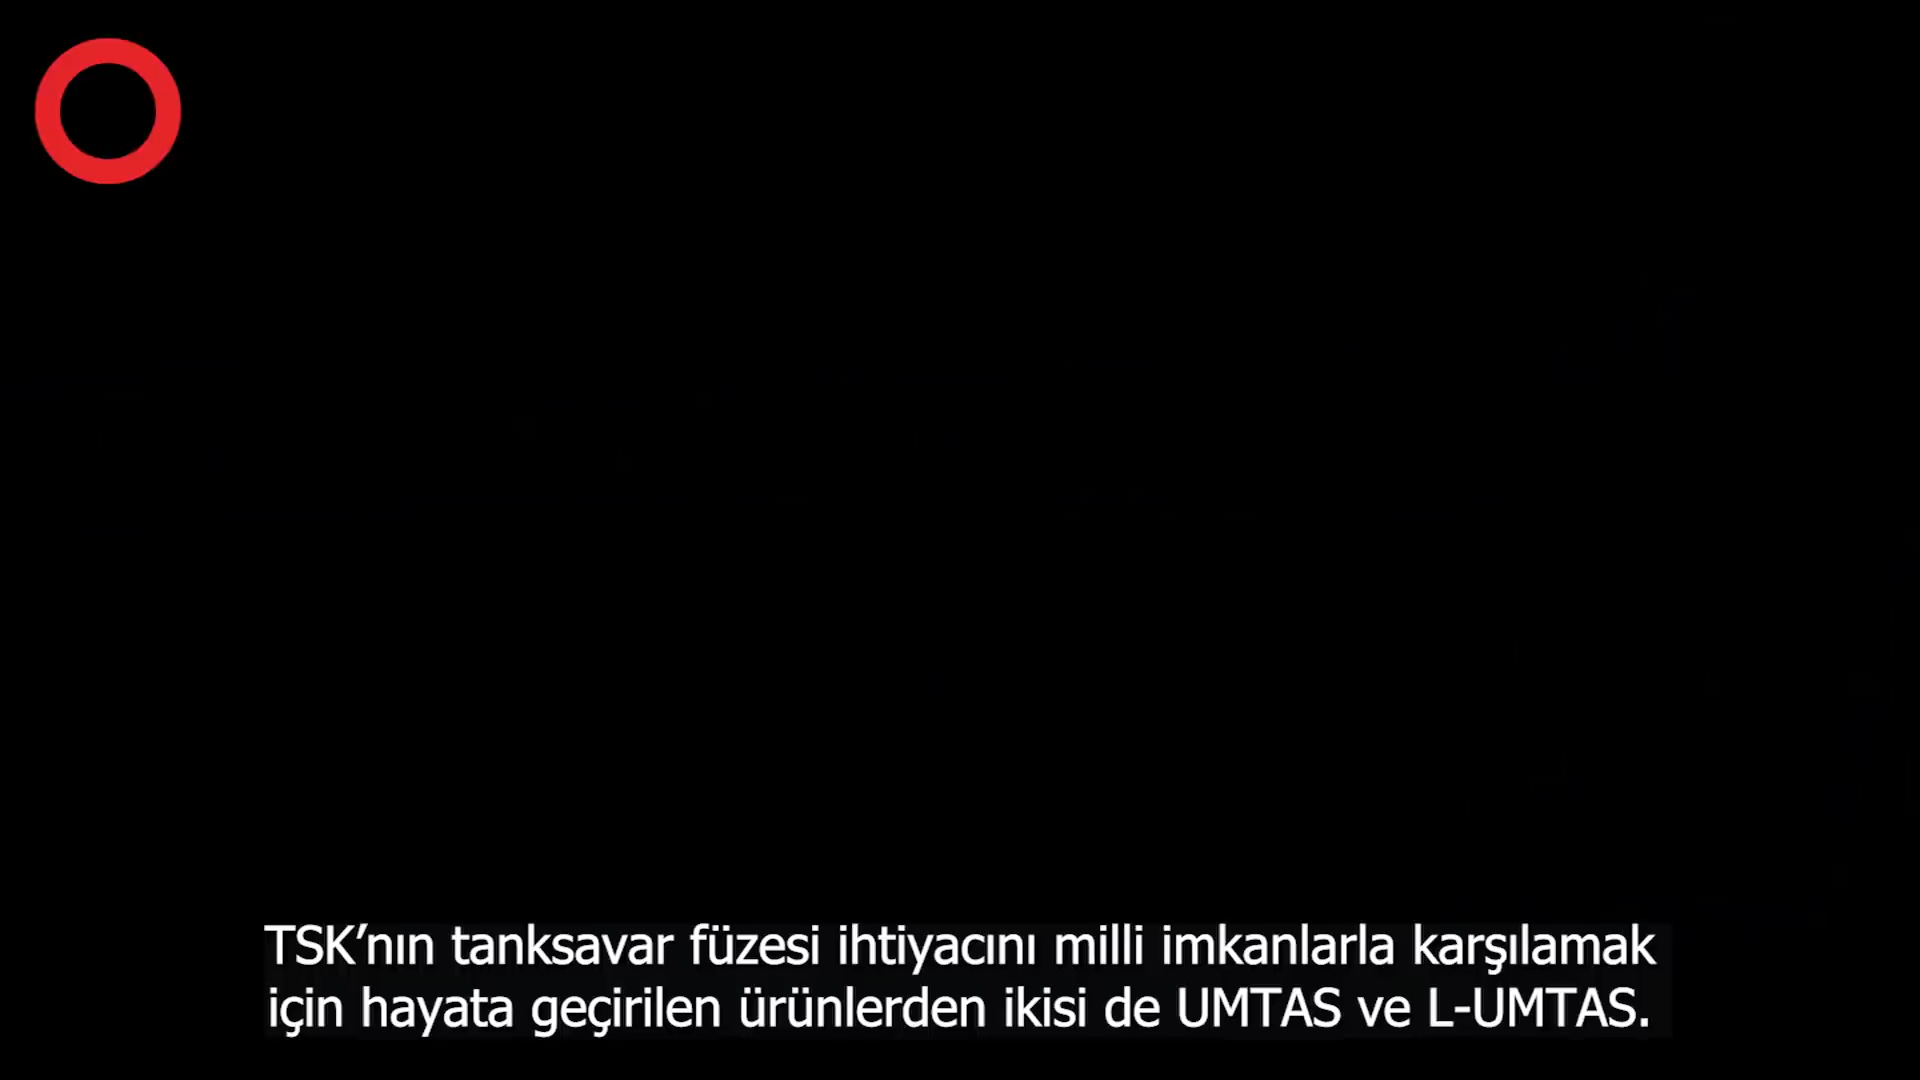 TSK’nın tanksavar füzesi ihtiyacını milli imkanlarla karşılamak
için hayata geçirilen ürünlerden ikisi de UMTAS ve L-UMTAS.